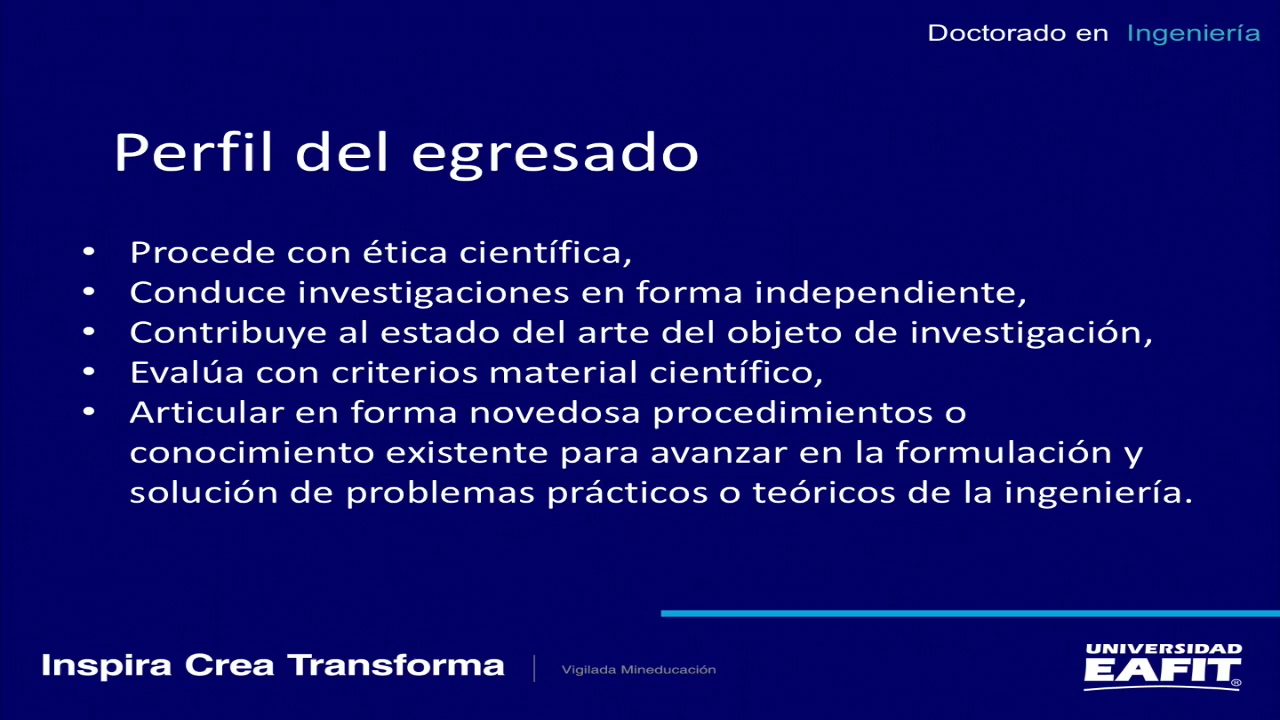 Doctorado en Ingeniería
Perfil del egresado
• Procede con ética científica,
• Conduce investigaciones en forma independiente,
• Contribuye al estado del arte del objeto de investigación,
• Evalúa con criterios material científico,
• Articular en forma novedosa procedimientos o
conocimiento existente para avanzar en la formulación y
solución de problemas prácticos o teóricos de la ingeniería.
Inspira Crea Transforma
Vigilada Mineducación
UNIVERSIDAD
EAFIT®